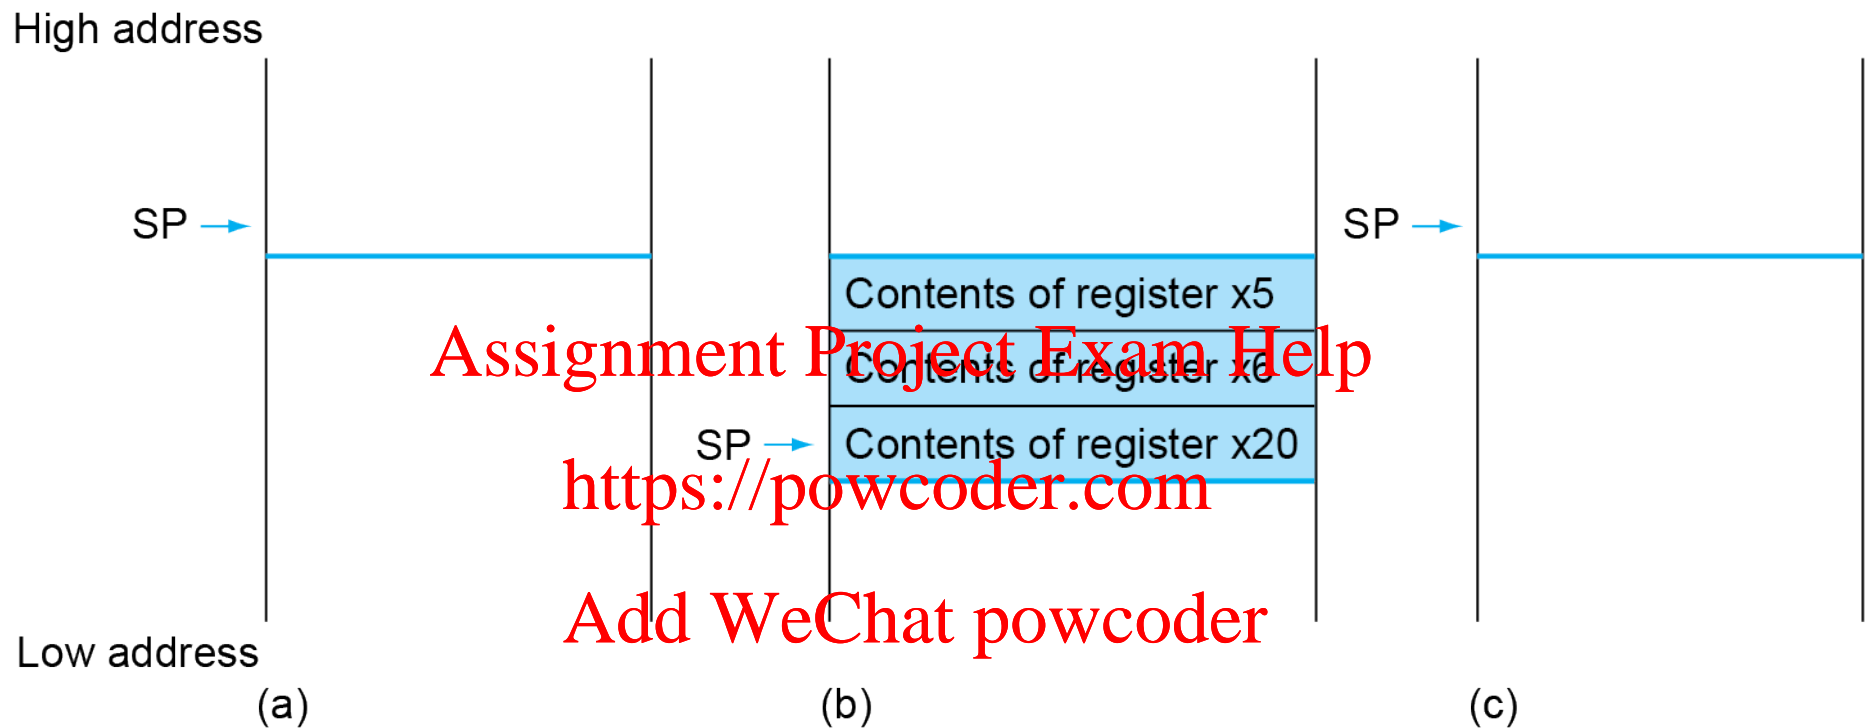 High address
SP
SP
Contents of register x5
Assignment Project Exam Help
Contents of register x6
SP
Contents of register x20
https://powcoder.com
Add WeChat powcoder
Low address
(a)
(b)
(c)